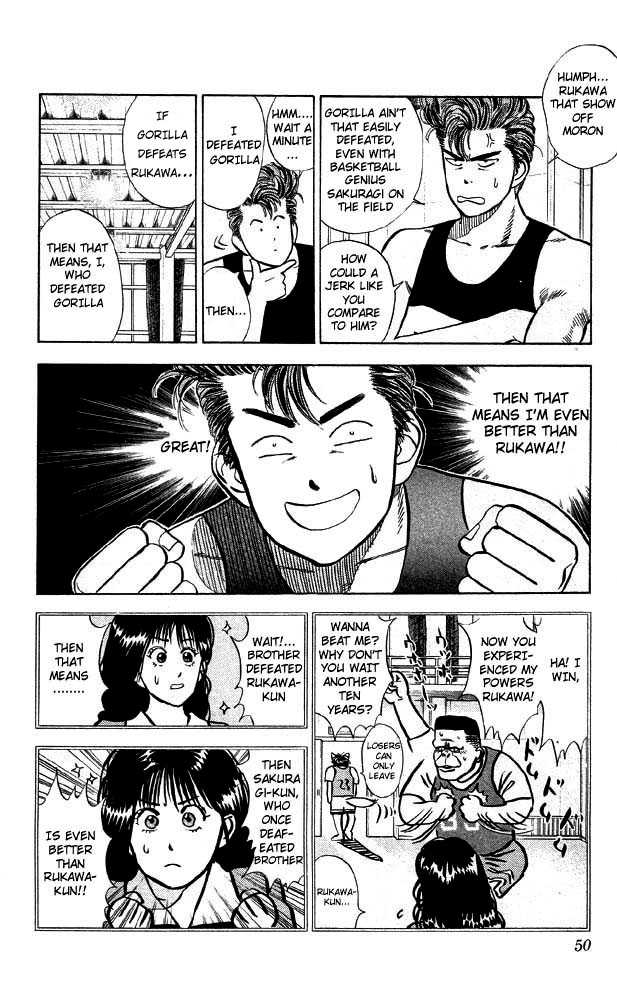 HUMPH...
RUKAWA
THAT SHOW
OFF
MORON
GORILLA AIN'T
THAT EASILY
DEFEATED,
EVEN WITH
BASKETBALL
GENIUS
SAKURAGI ON
THE FIELD
HOW
COULD A
JERK LIKE
YOU
COMPARE
TO HIM?
HMM....
WAIT A
MINUTE
...
I
DEFEATED
GORILLA
THEN...
IF
GORILLA
DEFEATS
RUKAWA...
THEN THAT
MEANS, I,
WHO
DEFEATED
GORILLA
THEN THAT
MEANS I'M EVEN
BETTER THAN
RUKAWA!!
GREAT!
HA! I
WIN,
NOW YOU
EXPERI-
ENCED MY
POWERS
RUKAWA!
WANNA
BEAT ME?
WHY DON'T
YOU WAIT
ANOTHER
TEN
YEARS?
LOSERS
CAN
ONLY
LEAVE
RUKAWA-
KUN...
WAIT!...
BROTHER
DEFEATED
RUKAWA-
KUN
THEN
THAT
MEANS
........
THEN
SAKURA
GI-KUN,
WHO
ONCE
DEAF-
EATED
BROTHER
IS EVEN
BETTER
THAN
RUKAWA-
KUN!!
50